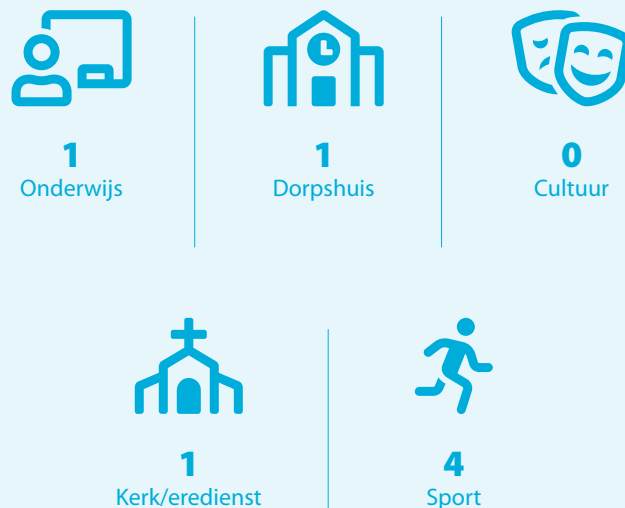 1
Onderwijs
1
Dorpshuis
0
Cultuur
1
Kerk/eredienst
4
Sport